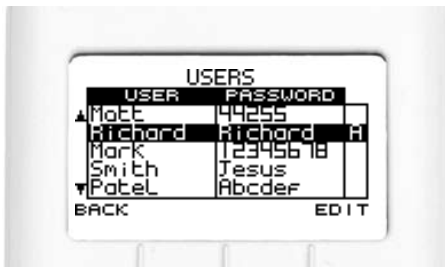 USERS
USER PASSWORD
Matt 44255
Richard Richard A
Mark 12345678
Smith Jesus
Patel Abcdef
BACK EDIT